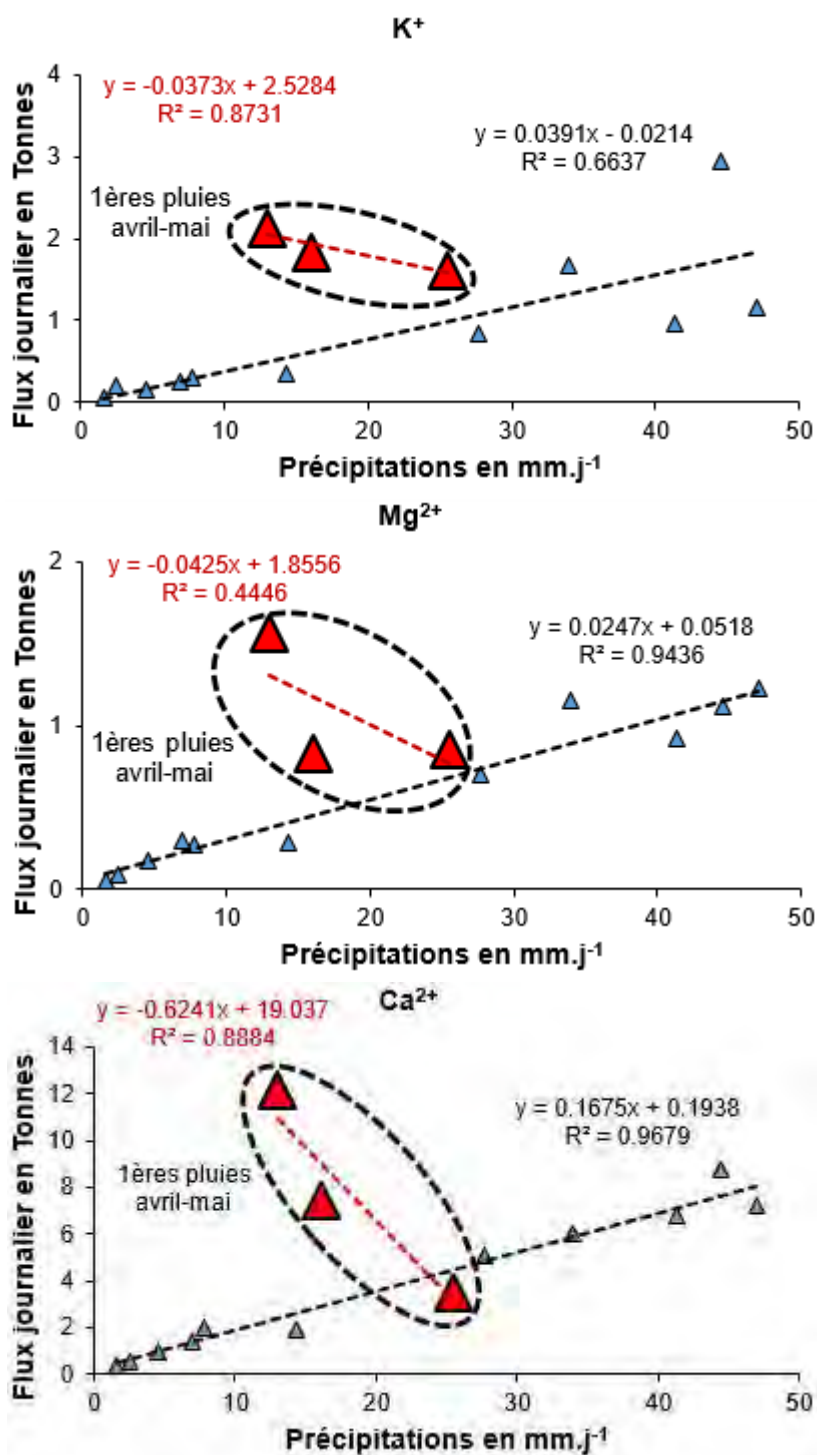 K⁺
y = -0.0373x + 2.5284
R² = 0.8731
y = 0.0391x - 0.0214
R² = 0.6637
1ères pluies
avril-mai
Flux journalier en Tonnes
4
3
2
1
0
0 10 20 30 40 50
Précipitations en mm.j⁻¹
Mg²⁺
y = -0.0425x + 1.8556
R² = 0.4446
y = 0.0247x + 0.0518
R² = 0.9436
1ères pluies
avril-mai
Flux journalier en Tonnes
2
1
0
0 10 20 30 40 50
Précipitations en mm.j⁻¹
Ca²⁺
y = -0.6241x + 19.037
R² = 0.8884
y = 0.1675x + 0.1938
R² = 0.9679
1ères pluies
avril-mai
Flux journalier en Tonnes
14
12
10
8
6
4
2
0
0 10 20 30 40 50
Précipitations en mm.j⁻¹